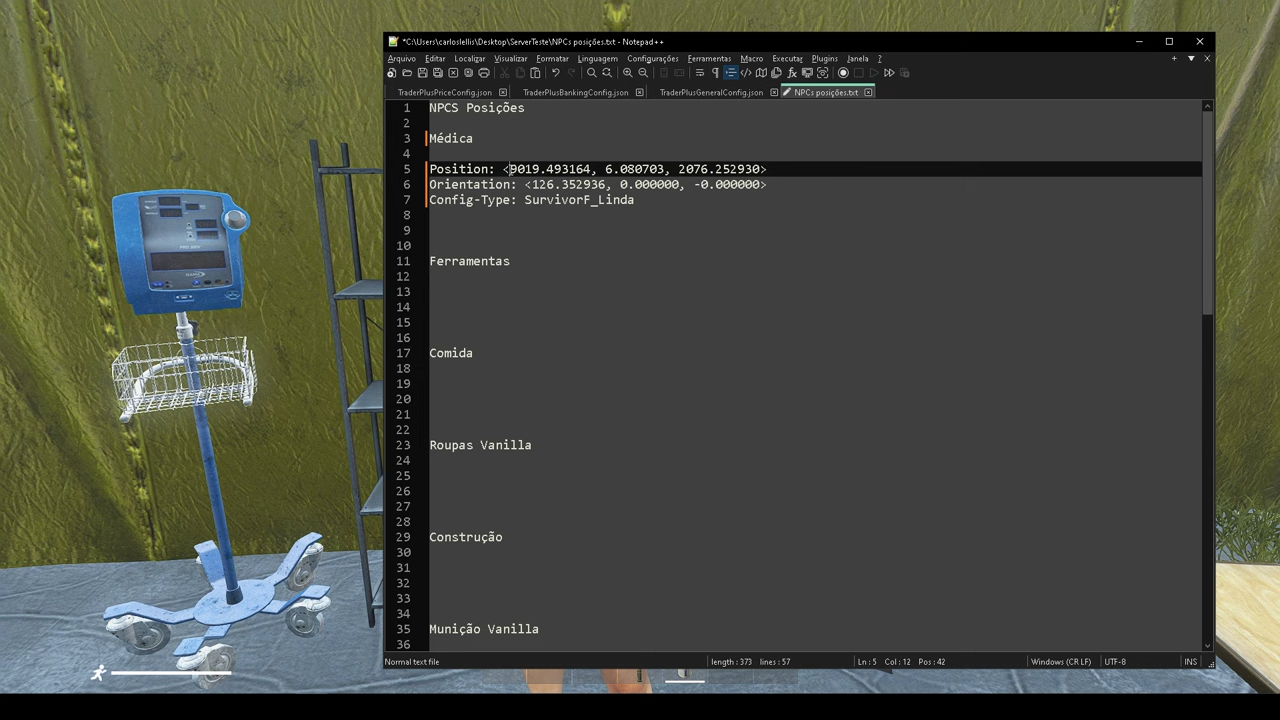 *C:\Users\carloslellis\Desktop\ServerTeste\NPCs posições.txt - Notepad++
Arquivo Editar Localizar Visualizar Formatar Linguagem Configurações Ferramentas Macro Executar Plugins Janela ?
TraderPlusPriceConfig.json TraderPlusBankingConfig.json TraderPlusGeneralConfig.json NPCs posições.txt
1 NPCS Posições
2
3 Médica
4
5 Position: <9019.493164, 6.080703, 2076.252930>
6 Orientation: <126.352936, 0.000000, -0.000000>
7 Config-Type: SurvivorF_Linda
8
9
10
11 Ferramentas
12
13
14
15
16
17 Comida
18
19
20
21
22
23 Roupas Vanilla
24
25
26
27
28
29 Construção
30
31
32
33
34
35 Munição Vanilla
36
Normal text file length : 373 lines : 57 Ln : 5 Col : 12 Pos : 42 Windows (CR LF) UTF-8 INS